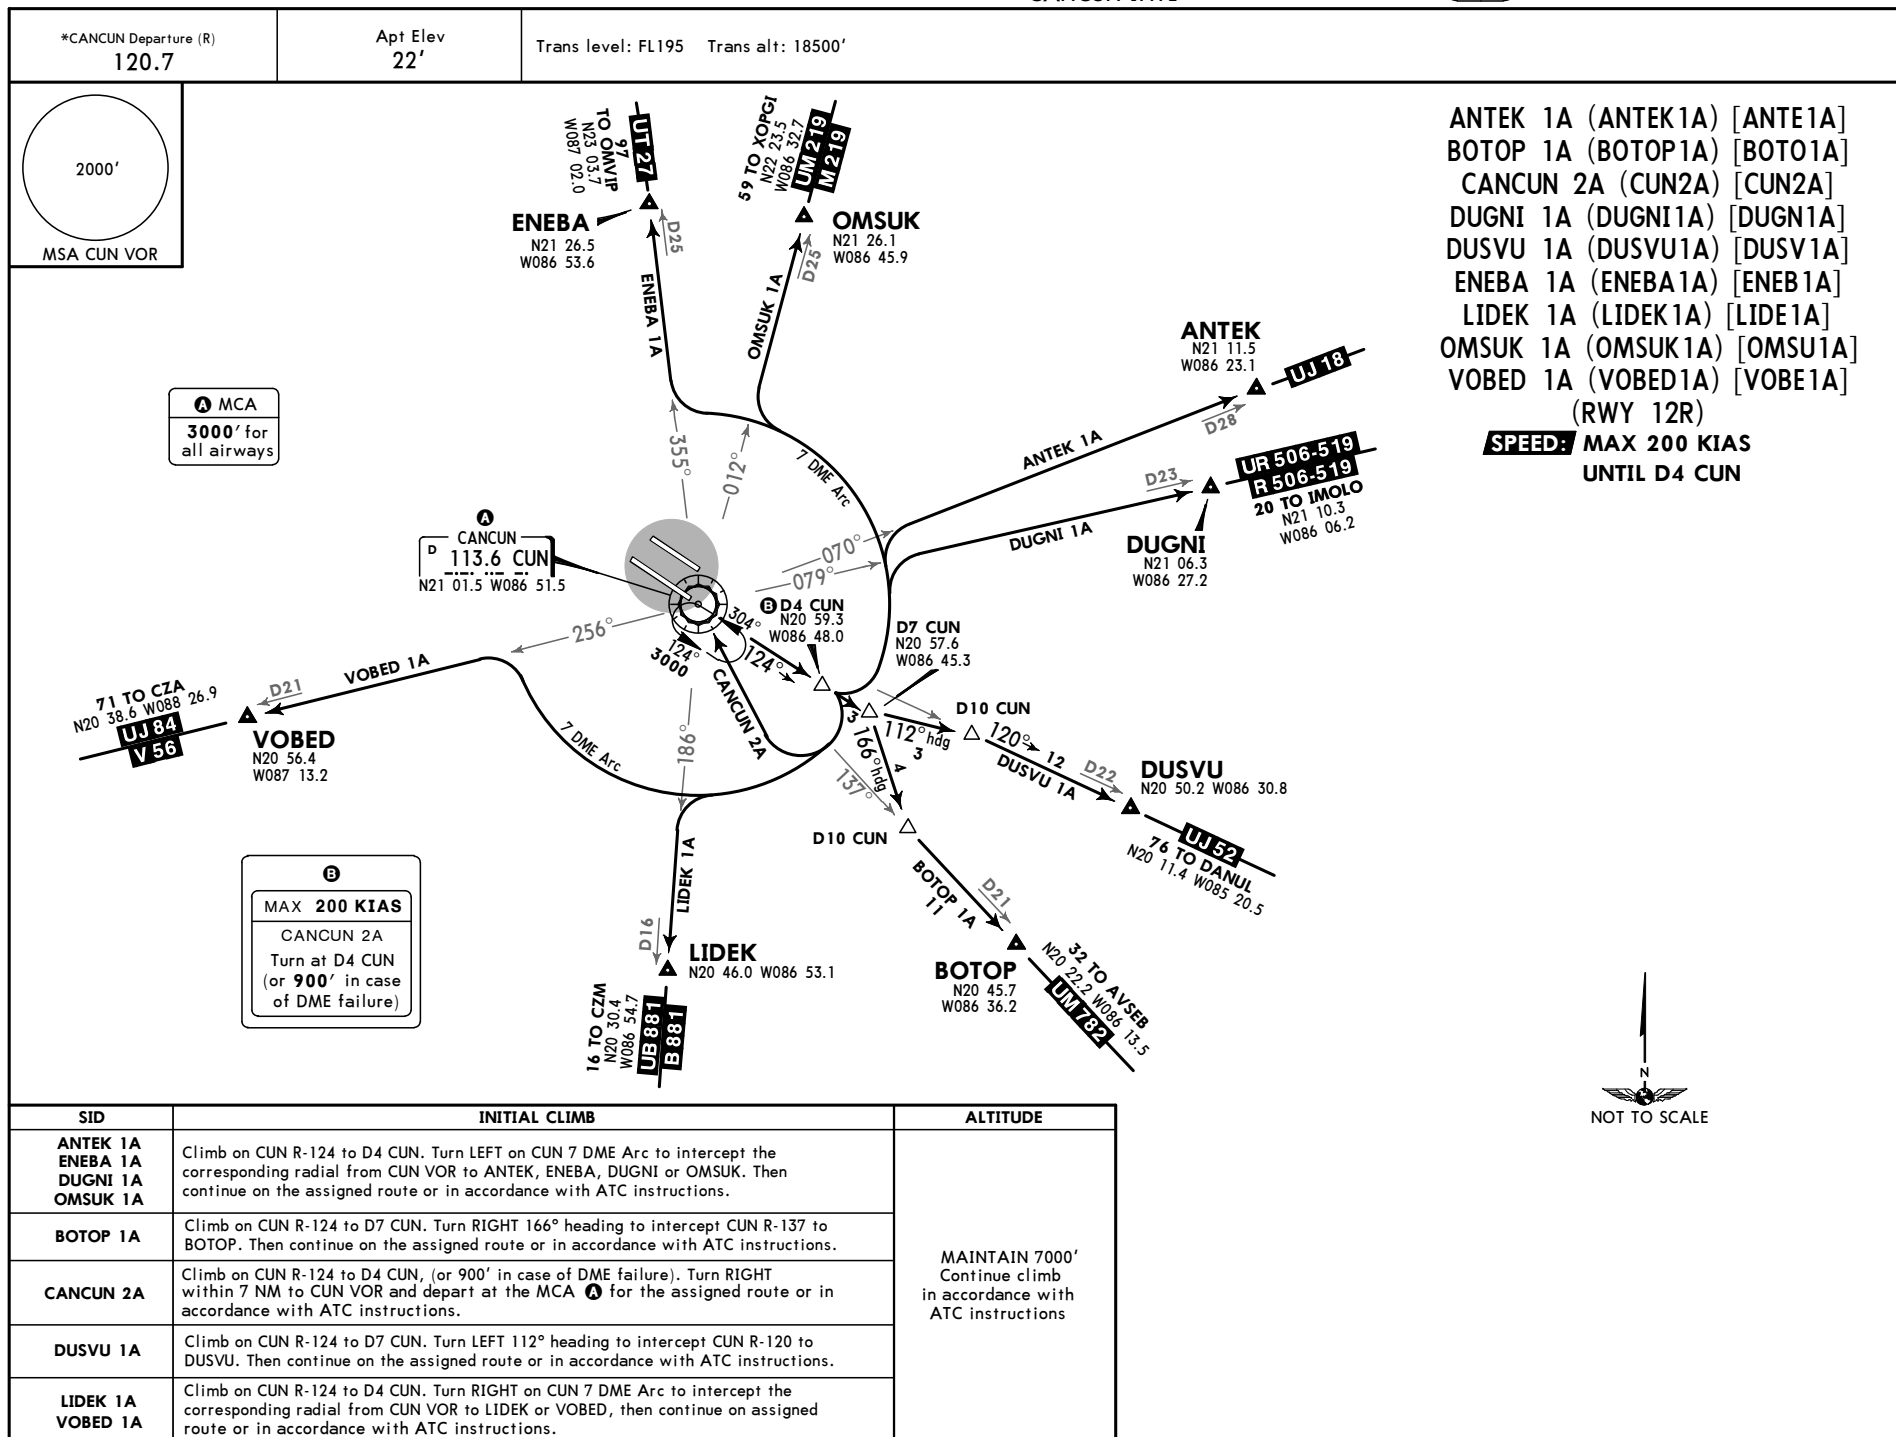 *CANCUN Departure (R)
120.7
Apt Elev
22'
Trans level: FL195 Trans alt: 18500'
2000'
MSA CUN VOR
ANTEK 1A (ANTEK1A) [ANTE1A]
BOTOP 1A (BOTOP1A) [BOTO1A]
CANCUN 2A (CUN2A) [CUN2A]
DUGNI 1A (DUGNI1A) [DUGN1A]
DUSVU 1A (DUSVU1A) [DUSV1A]
ENEBA 1A (ENEBA1A) [ENEB1A]
LIDEK 1A (LIDEK1A) [LIDE1A]
OMSUK 1A (OMSUK1A) [OMSU1A]
VOBED 1A (VOBED1A) [VOBE1A]
(RWY 12R)
SPEED: MAX 200 KIAS
UNTIL D4 CUN
UT 27
97
TO OMVIP
N23 03.7
W087 02.0
ENEBA
N21 26.5
W086 53.6
D25
ENEBA 1A
355°
59 TO XOPGI
N22 23.5
W086 32.7
UM 219
M 219
OMSUK
N21 26.1
W086 45.9
D25
OMSUK 1A
012°
7 DME Arc
ANTEK
N21 11.5
W086 23.1
UJ 18
D28
ANTEK 1A
070°
UR 506-519
R 506-519
20 TO IMOLO
N21 10.3
W086 06.2
D23
DUGNI
N21 06.3
W086 27.2
DUGNI 1A
079°
A MCA
3000' for
all airways
A
CANCUN
D 113.6 CUN
N21 01.5 W086 51.5
B D4 CUN
N20 59.3
W086 48.0
304°
124°
3000
124°
CANCUN 2A
D7 CUN
N20 57.6
W086 45.3
3
256°
VOBED 1A
D21
71 TO CZA
N20 38.6 W088 26.9
UJ 84
V 56
VOBED
N20 56.4
W087 13.2
7 DME Arc
186°
LIDEK 1A
D16
LIDEK
N20 46.0 W086 53.1
16 TO CZM
N20 30.4
W086 54.7
UB 881
B 881
D10 CUN
112° hdg
3
120°
12
DUSVU 1A
D22
DUSVU
N20 50.2 W086 30.8
UJ 52
76 TO DANUL
N20 11.4 W085 20.5
166° hdg
4
137°
D10 CUN
BOTOP 1A
11
D21
BOTOP
N20 45.7
W086 36.2
32 TO AVSEB
N20 22.2 W086 13.5
UM 782
B
MAX 200 KIAS
CANCUN 2A
Turn at D4 CUN
(or 900' in case
of DME failure)
N
NOT TO SCALE
SID
INITIAL CLIMB
ALTITUDE
ANTEK 1A
ENEBA 1A
DUGNI 1A
OMSUK 1A
Climb on CUN R-124 to D4 CUN. Turn LEFT on CUN 7 DME Arc to intercept the
corresponding radial from CUN VOR to ANTEK, ENEBA, DUGNI or OMSUK. Then
continue on the assigned route or in accordance with ATC instructions.
BOTOP 1A
Climb on CUN R-124 to D7 CUN. Turn RIGHT 166° heading to intercept CUN R-137 to
BOTOP. Then continue on the assigned route or in accordance with ATC instructions.
CANCUN 2A
Climb on CUN R-124 to D4 CUN, (or 900' in case of DME failure). Turn RIGHT
within 7 NM to CUN VOR and depart at the MCA A for the assigned route or in
accordance with ATC instructions.
DUSVU 1A
Climb on CUN R-124 to D7 CUN. Turn LEFT 112° heading to intercept CUN R-120 to
DUSVU. Then continue on the assigned route or in accordance with ATC instructions.
LIDEK 1A
VOBED 1A
Climb on CUN R-124 to D4 CUN. Turn RIGHT on CUN 7 DME Arc to intercept the
corresponding radial from CUN VOR to LIDEK or VOBED, then continue on assigned
route or in accordance with ATC instructions.
MAINTAIN 7000'
Continue climb
in accordance with
ATC instructions